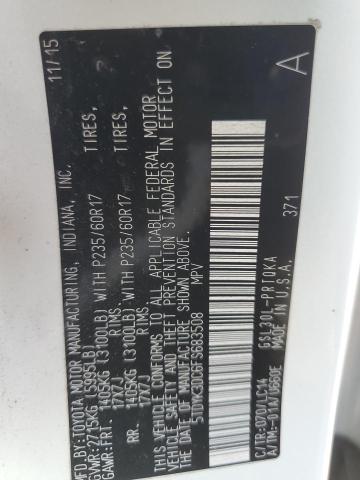 MFD.BY:TOYOTA MOTOR MANUFACTURING, INDIANA, INC. 11/15
GVWR:2715KG (5995LB)
GAWR:FRT. 1405KG (3100LB) WITH P235/60R17 TIRES,
17X7J RIMS
RR. 1405KG (3100LB) WITH P235/60R17 TIRES,
17X7J RIMS
THIS VEHICLE CONFORMS TO ALL APPLICABLE FEDERAL MOTOR
VEHICLE SAFETY AND THEFT PREVENTION STANDARDS IN EFFECT ON
THE DATE OF MANUFACTURE SHOWN ABOVE.
5TDYK3DC6FS683508 MPV
371 A
C/TR:070/LC14 GSL30L-PRTQKA
A/TM:-01A/U660E MADE IN U.S.A.